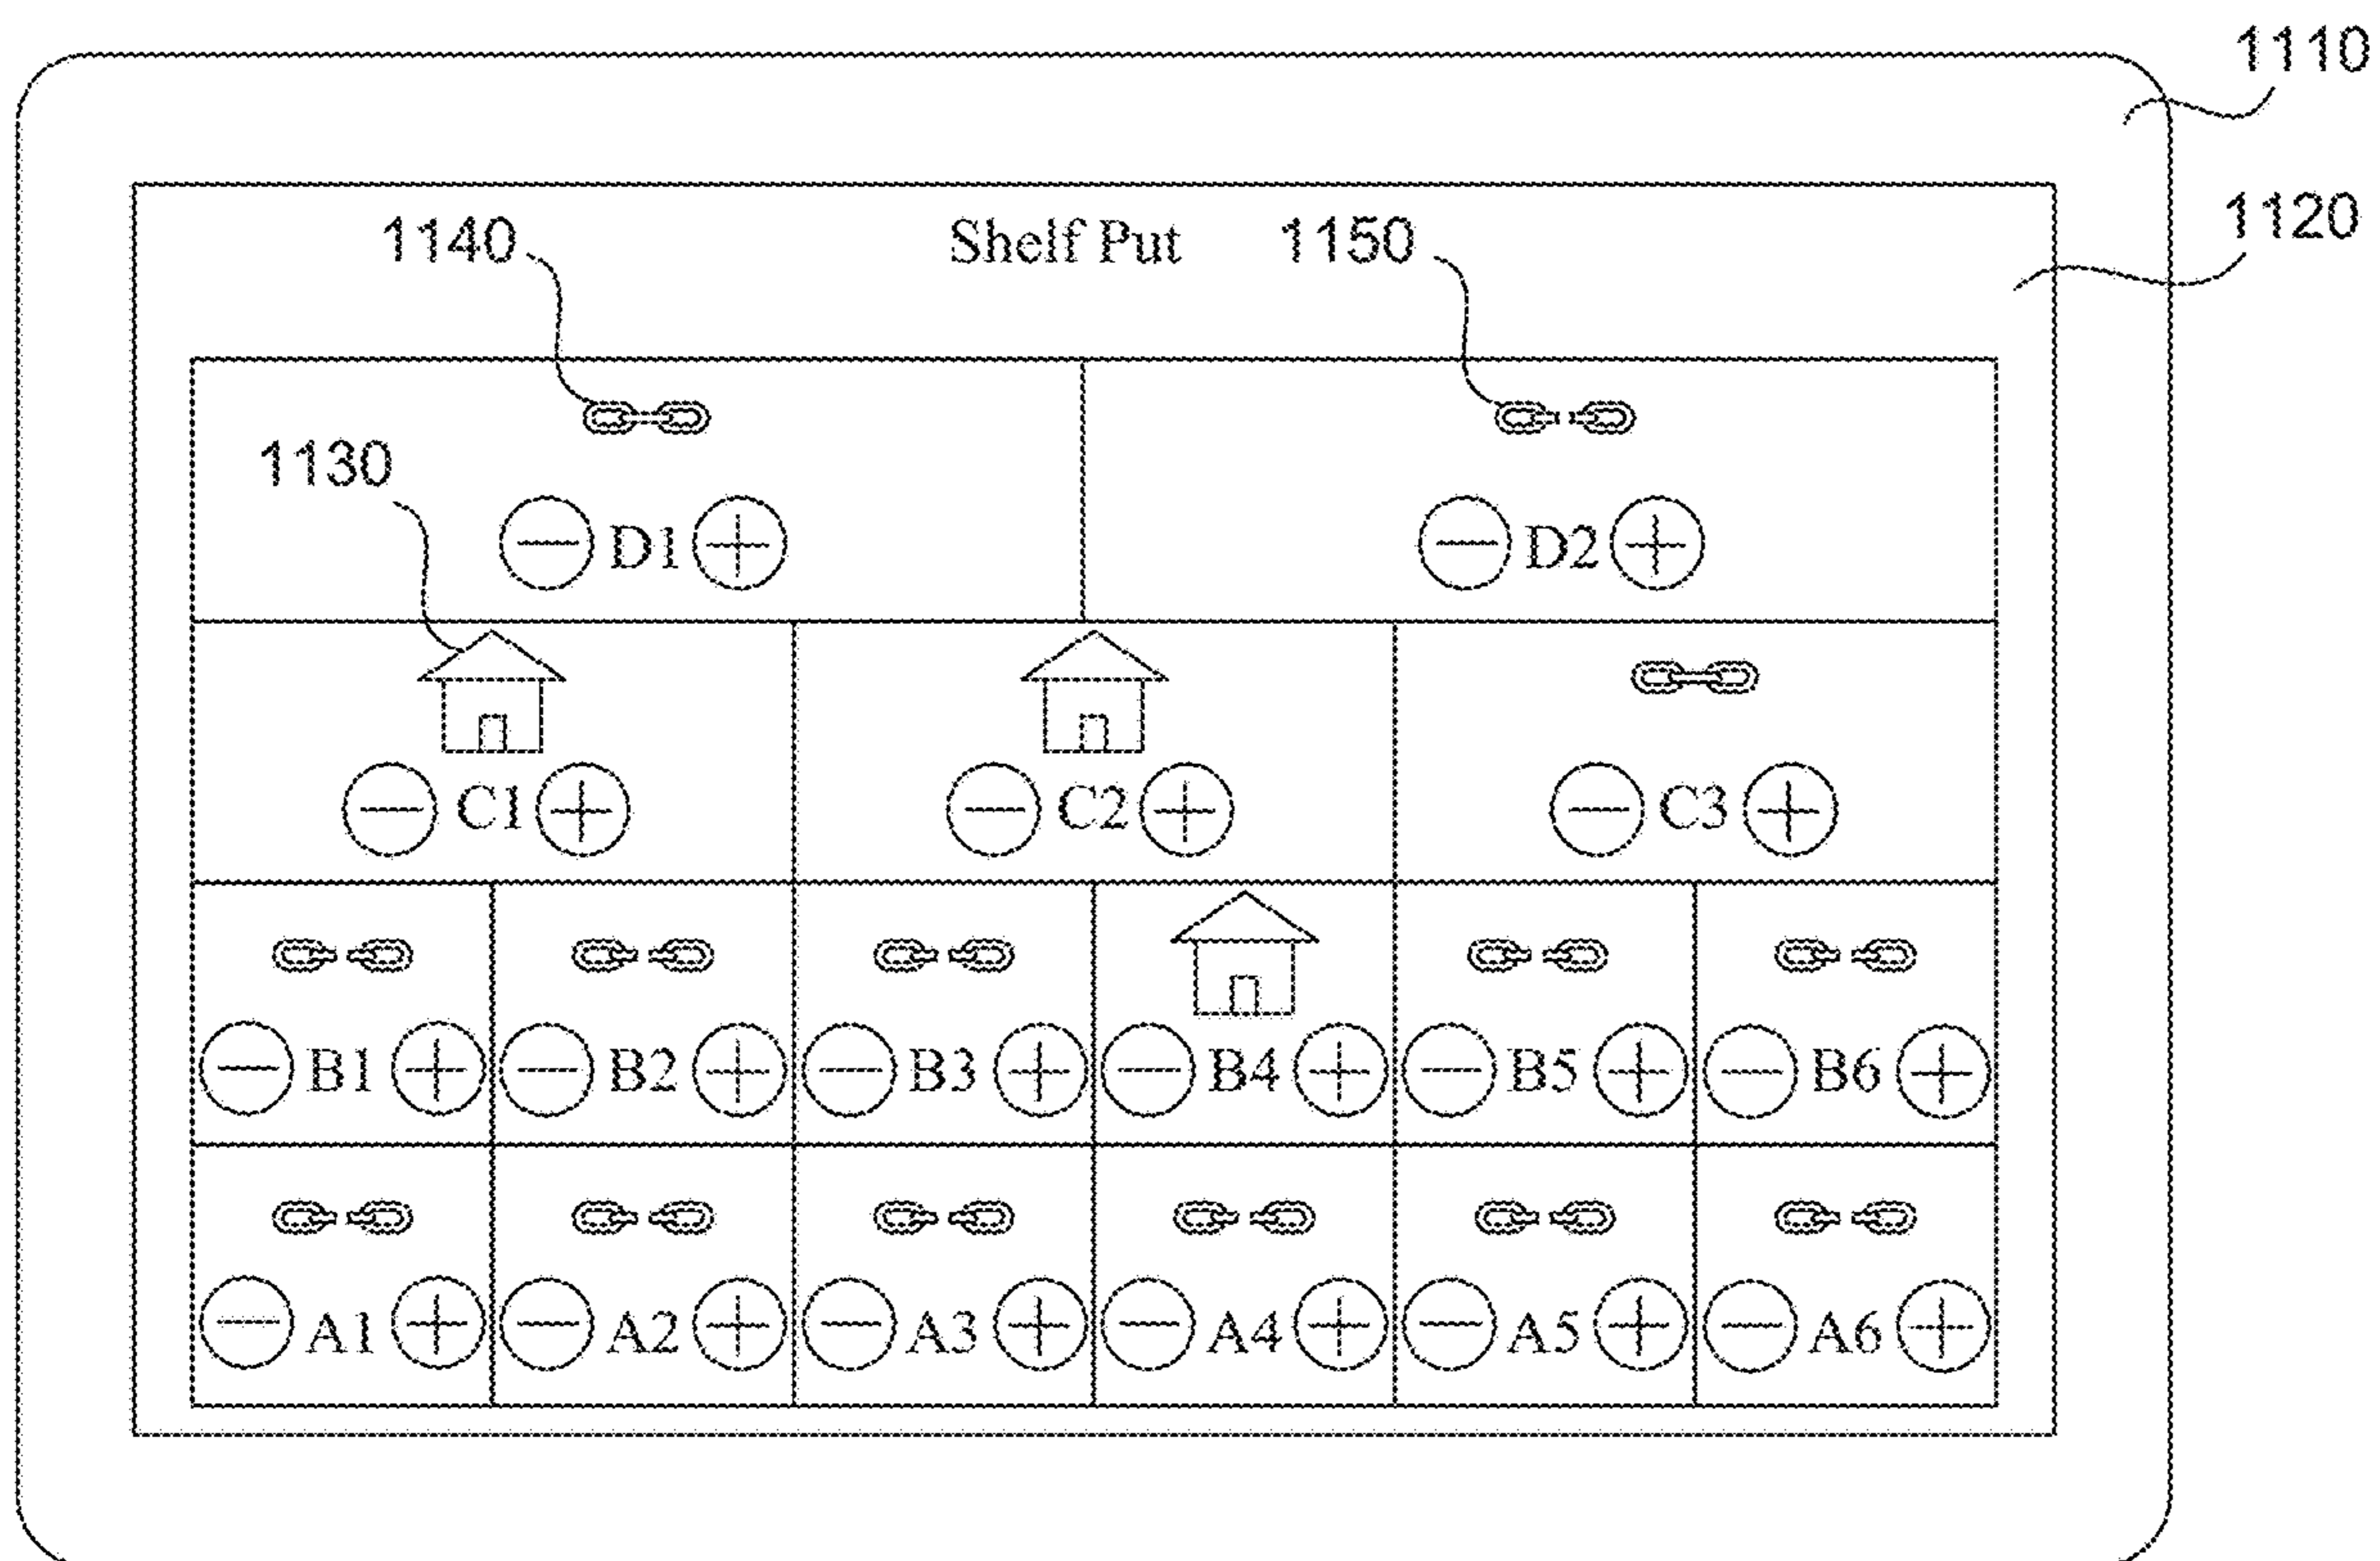 1110
1120
1140 Shelf Put 1150
1130
D1 D2
C1 C2 C3
B1 B2 B3 B4 B5 B6
A1 A2 A3 A4 A5 A6